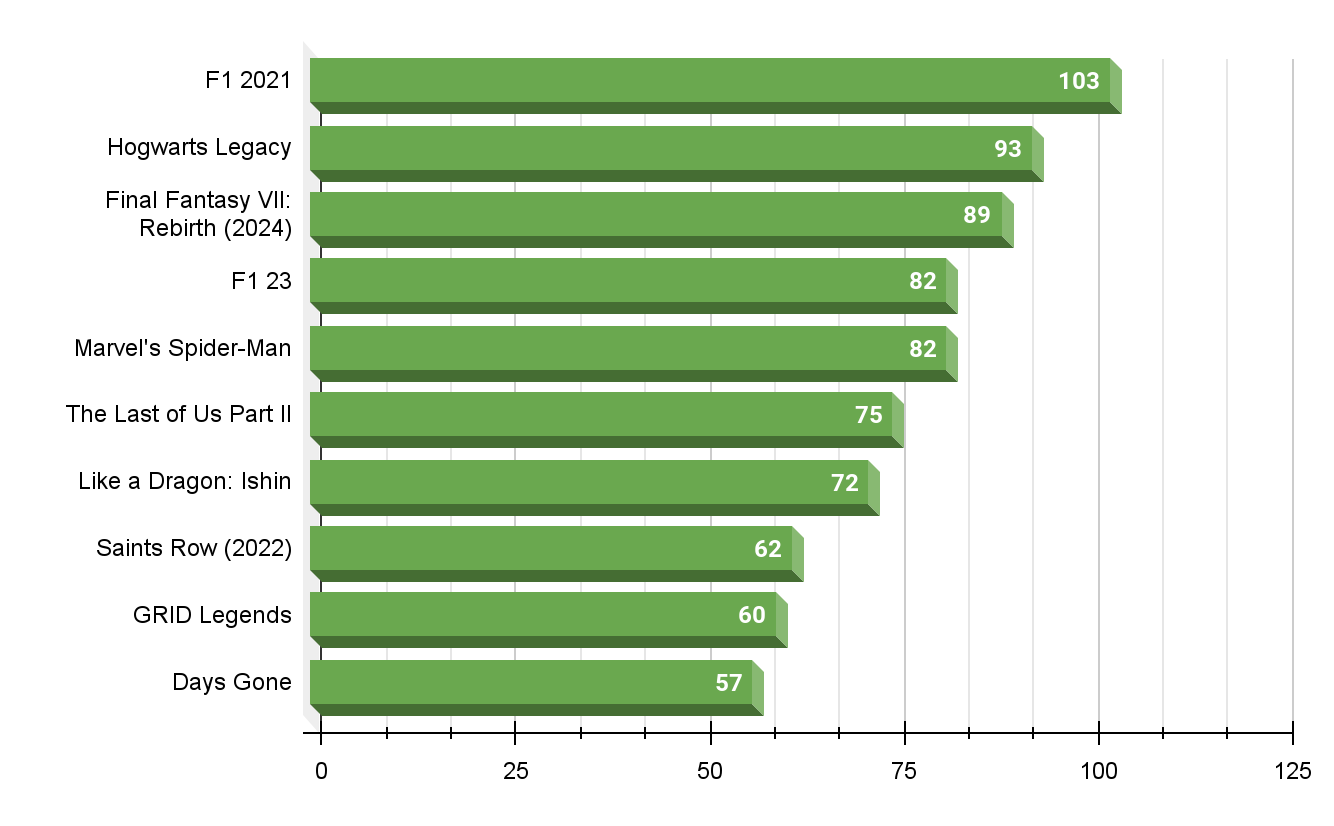 F1 2021
103
Hogwarts Legacy
93
Final Fantasy VII:
Rebirth (2024)
89
F1 23
82
Marvel's Spider-Man
82
The Last of Us Part II
75
Like a Dragon: Ishin
72
Saints Row (2022)
62
GRID Legends
60
Days Gone
57
0 25 50 75 100 125